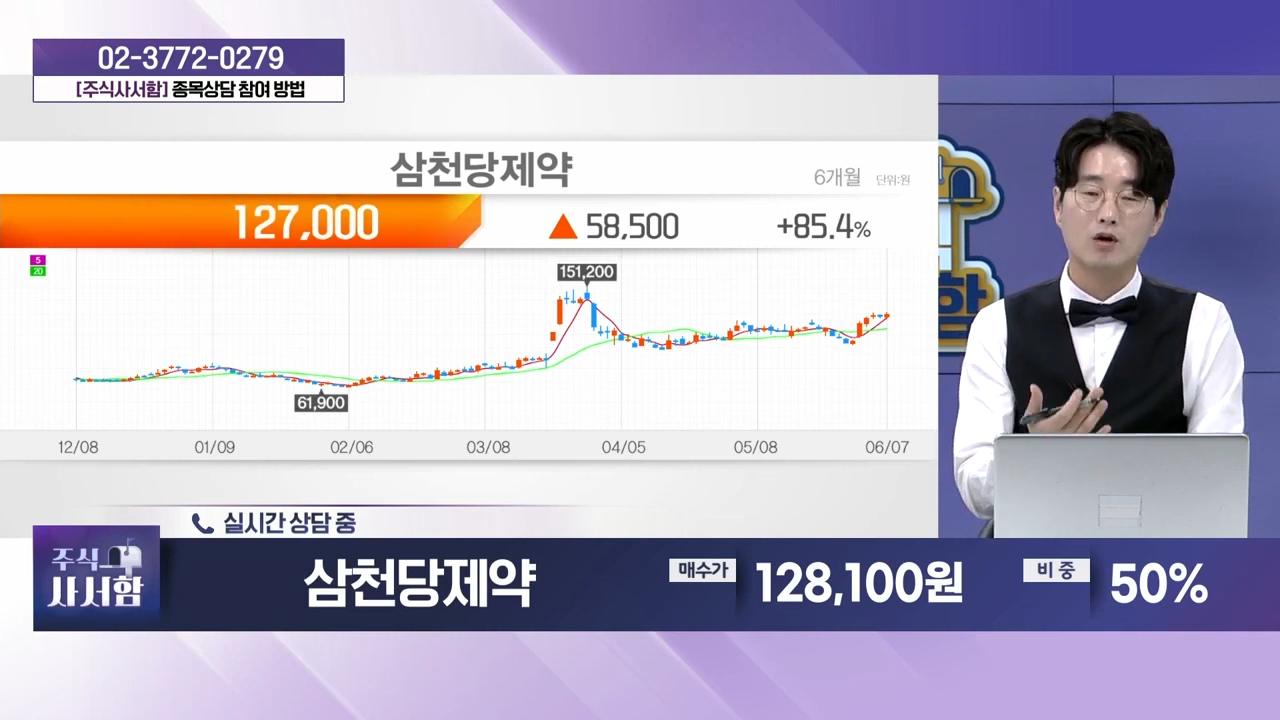 02-3772-0279
[주식사서함] 종목상담 참여 방법
삼천당제약
6개월 단위:원
127,000 ▲ 58,500 +85.4%
5
20
151,200
61,900
12/08 01/09 02/06 03/08 04/05 05/08 06/07
실시간 상담 중
주식
사서함
삼천당제약 매수가 128,100원 비중 50%
함